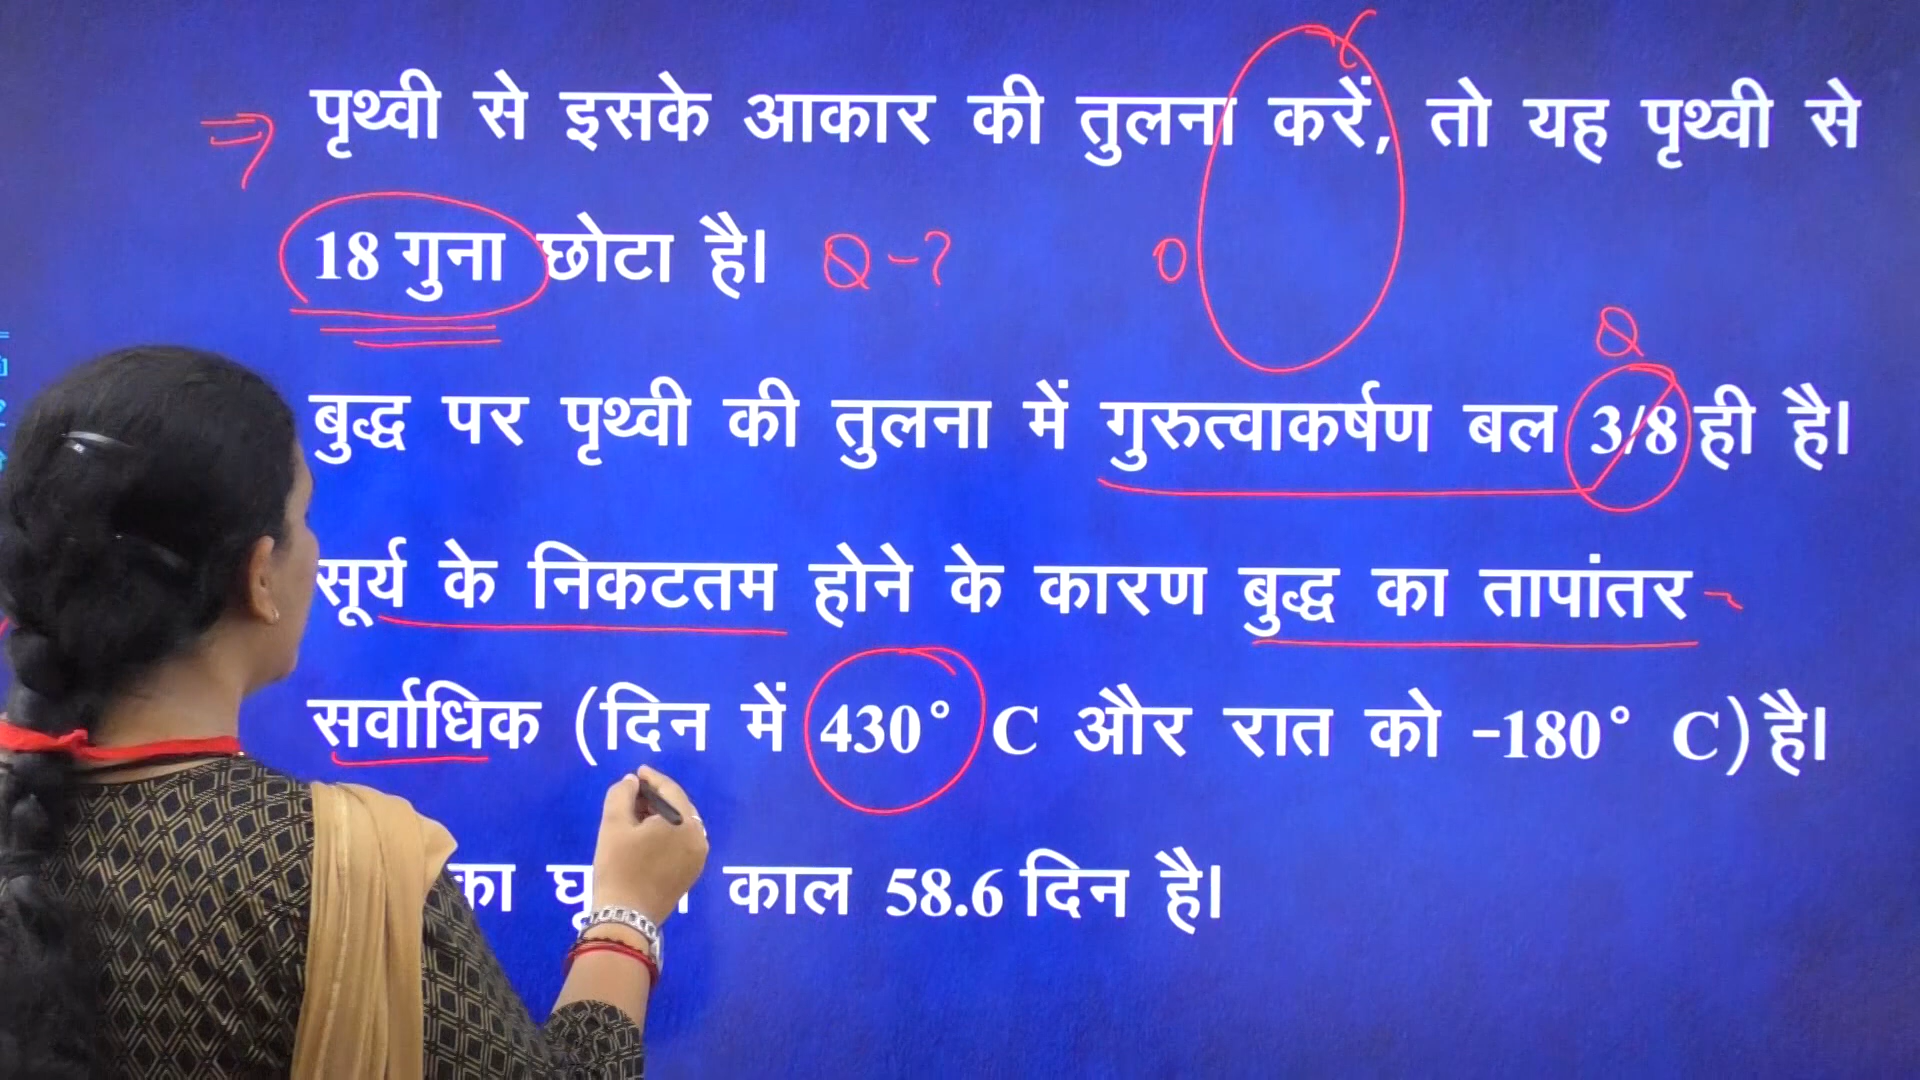 पृथ्वी से इसके आकार की तुलना करें, तो यह पृथ्वी से
18 गुना छोटा है। Q-?
0
Q
बुद्ध पर पृथ्वी की तुलना में गुरुत्वाकर्षण बल 3/8 ही है।
सूर्य के निकटतम होने के कारण बुद्ध का तापांतर
सर्वाधिक (दिन में 430° C और रात को -180° C) है।
का काल 58.6 दिन है।